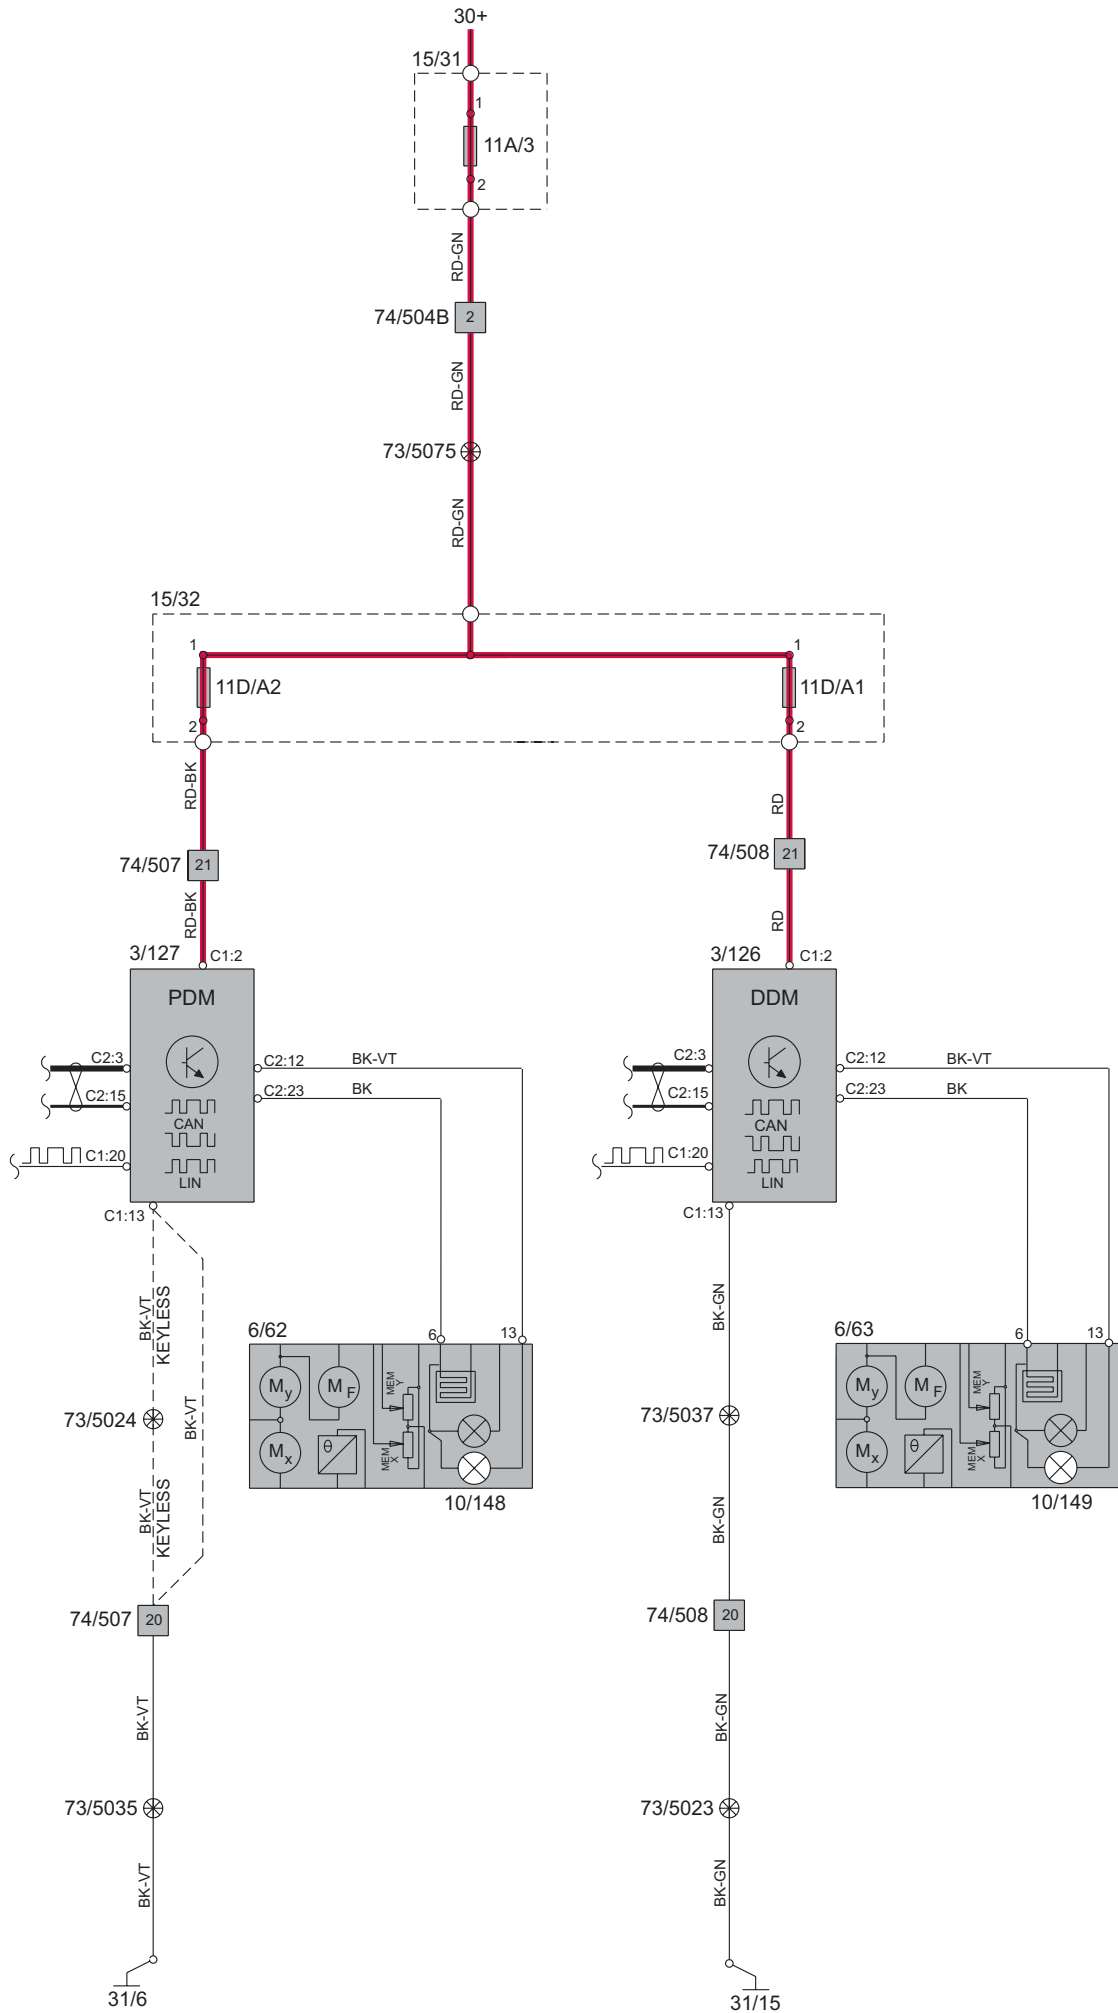 30+
15/31
1
11A/3
2
RD-GN
74/504B
2
RD-GN
73/5075
RD-GN
15/32
1
1
11D/A2
11D/A1
2
2
RD-BK
RD
74/507
21
74/508
21
RD-BK
RD
3/127
C1:2
3/126
C1:2
PDM
DDM
C2:3
C2:12
BK-VT
C2:3
C2:12
BK-VT
C2:15
C2:23
BK
C2:15
C2:23
BK
CAN
CAN
C1:20
C1:20
LIN
LIN
C1:13
C1:13
BK-VT
KEYLESS
BK-GN
6/62
6
13
6/63
6
13
My
MF
MEM
Y
My
MF
MEM
Y
73/5024
BK-VT
73/5037
Mx
θ
MEM
X
Mx
θ
MEM
X
10/148
10/149
BK-VT
KEYLESS
BK-GN
74/507
20
74/508
20
BK-VT
BK-GN
73/5035
73/5023
BK-VT
BK-GN
31/6
31/15